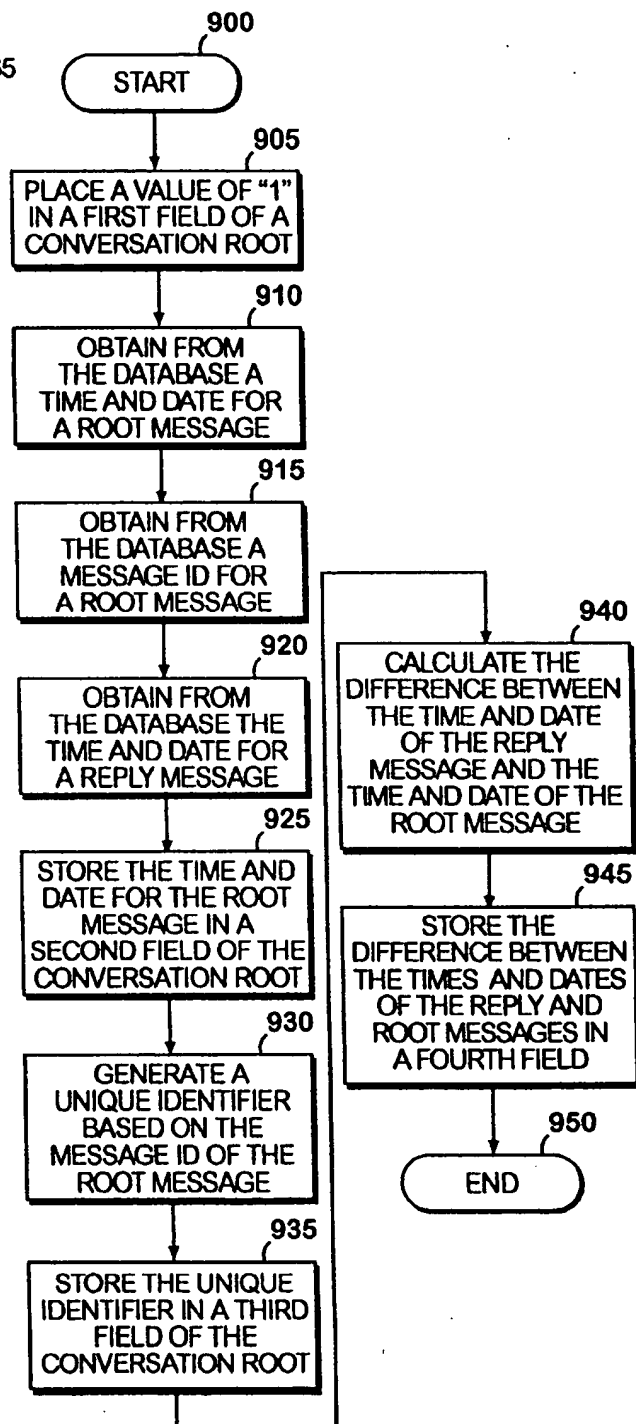 900
START
905
PLACE A VALUE OF "1"
IN A FIRST FIELD OF A
CONVERSATION ROOT
910
OBTAIN FROM
THE DATABASE A
TIME AND DATE FOR
A ROOT MESSAGE
915
OBTAIN FROM
THE DATABASE A
MESSAGE ID FOR
A ROOT MESSAGE
920
OBTAIN FROM
THE DATABASE THE
TIME AND DATE FOR
A REPLY MESSAGE
925
STORE THE TIME AND
DATE FOR THE ROOT
MESSAGE IN A
SECOND FIELD OF THE
CONVERSATION ROOT
930
GENERATE A
UNIQUE IDENTIFIER
BASED ON THE
MESSAGE ID OF THE
ROOT MESSAGE
935
STORE THE UNIQUE
IDENTIFIER IN A THIRD
FIELD OF THE
CONVERSATION ROOT
940
CALCULATE THE
DIFFERENCE BETWEEN
THE TIME AND DATE
OF THE REPLY
MESSAGE AND THE
TIME AND DATE OF THE
ROOT MESSAGE
945
STORE THE
DIFFERENCE BETWEEN
THE TIMES AND DATES
OF THE REPLY AND
ROOT MESSAGES IN
A FOURTH FIELD
950
END